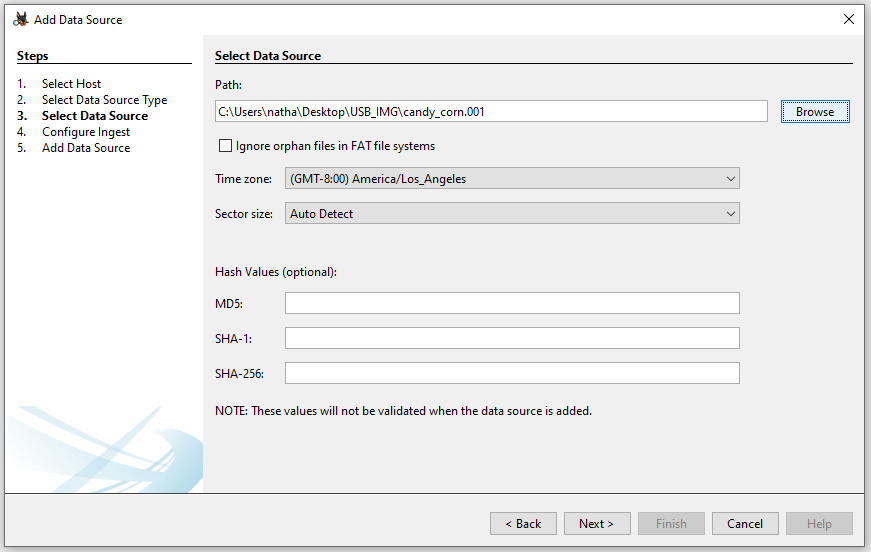 Add Data Source
Steps
1. Select Host
2. Select Data Source Type
3. Select Data Source
4. Configure Ingest
5. Add Data Source
Select Data Source
Path:
C:\Users\natha\Desktop\USB_IMG\candy_corn.001
Browse
Ignore orphan files in FAT file systems
Time zone: (GMT-8:00) America/Los_Angeles
Sector size: Auto Detect
Hash Values (optional):
MD5:
SHA-1:
SHA-256:
NOTE: These values will not be validated when the data source is added.
< Back Next > Finish Cancel Help